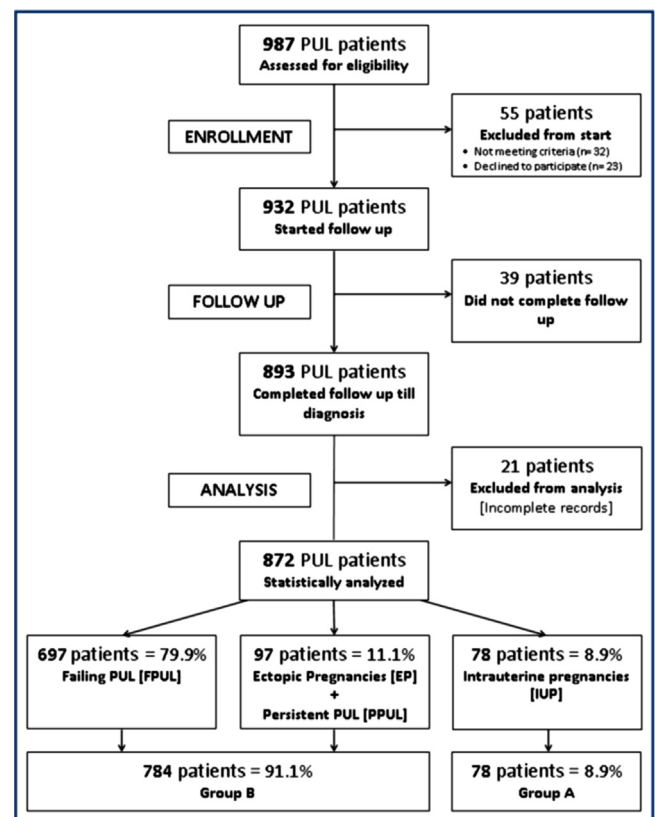 987 PUL patients
Assessed for eligibility
ENROLLMENT
55 patients
Excluded from start
• Not meeting criteria (n= 32)
• Declined to participate (n= 23)
932 PUL patients
Started follow up
FOLLOW UP
39 patients
Did not complete follow
up
893 PUL patients
Completed follow up till
diagnosis
ANALYSIS
21 patients
Excluded from analysis
[Incomplete records]
872 PUL patients
Statistically analyzed
697 patients = 79.9%
Failing PUL [FPUL]
97 patients = 11.1%
Ectopic Pregnancies [EP]
+
Persistent PUL [PPUL]
78 patients = 8.9%
Intrauterine pregnancies
[IUP]
784 patients = 91.1%
Group B
78 patients = 8.9%
Group A